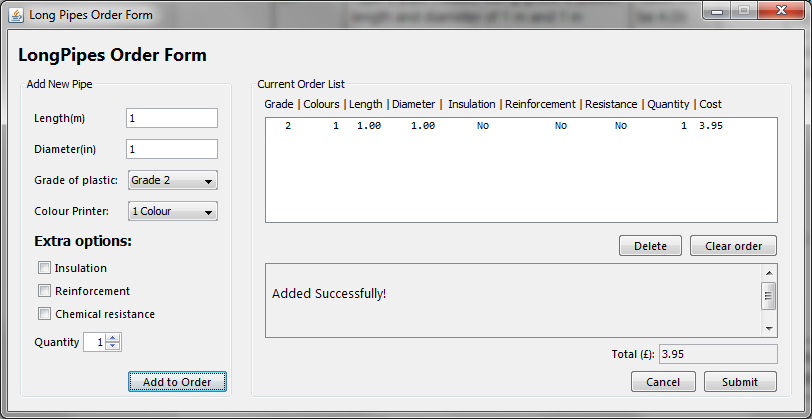 Long Pipes Order Form
LongPipes Order Form
Add New Pipe
Length(m) 1
Diameter(in) 1
Grade of plastic: Grade 2
Colour Printer: 1 Colour
Extra options:
Insulation
Reinforcement
Chemical resistance
Quantity 1
Add to Order
Current Order List
Grade | Colours | Length | Diameter | Insulation | Reinforcement | Resistance | Quantity | Cost
2 1 1.00 1.00 No No No 1 3.95
Delete Clear order
Added Successfully!
Total (£): 3.95
Cancel Submit